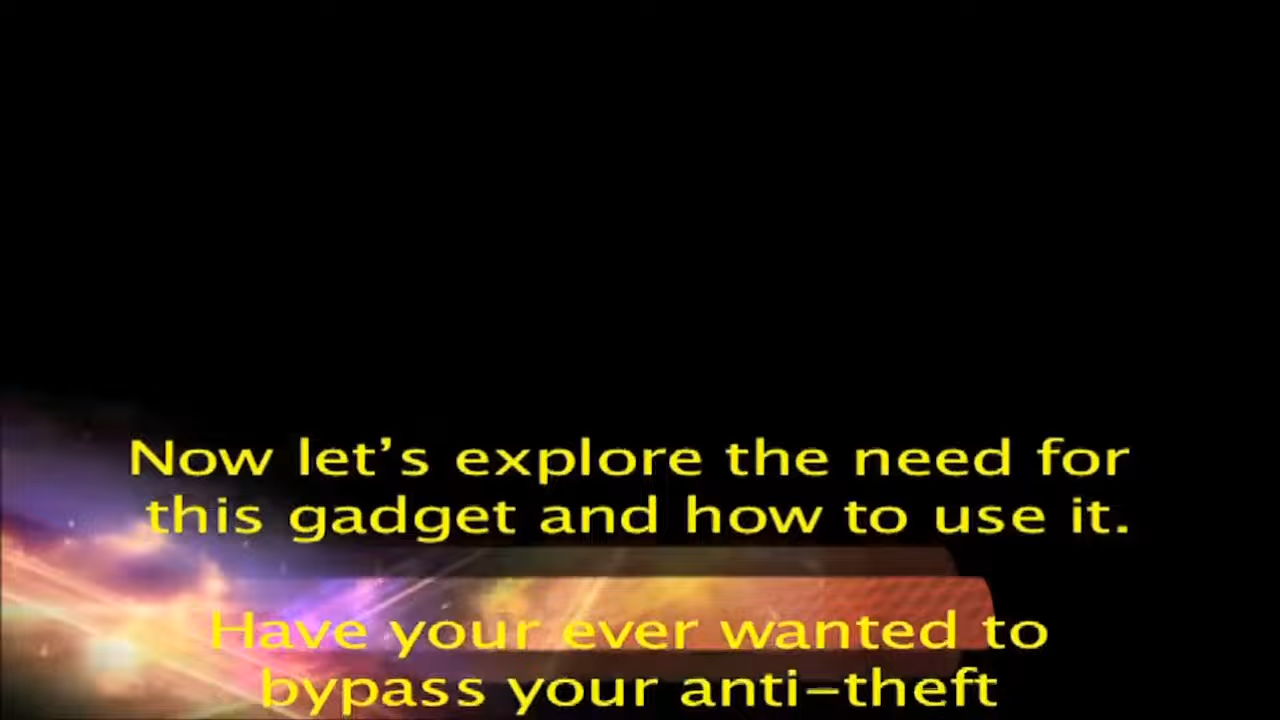 Now let’s explore the need for
this gadget and how to use it.
Have your ever wanted to
bypass your anti–theft